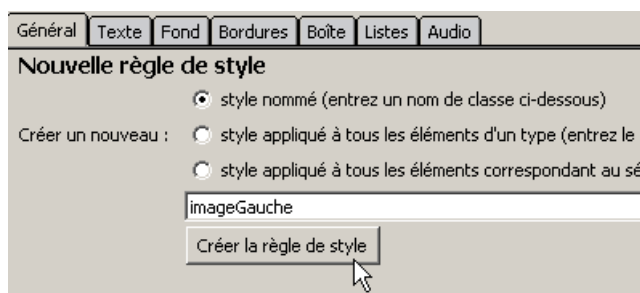 Général Texte Fond Bordures Boîte Listes Audio
Nouvelle règle de style
style nommé (entrez un nom de classe ci-dessous)
Créer un nouveau : style appliqué à tous les éléments d'un type (entrez le
style appliqué à tous les éléments correspondant au sé
imageGauche
Créer la règle de style